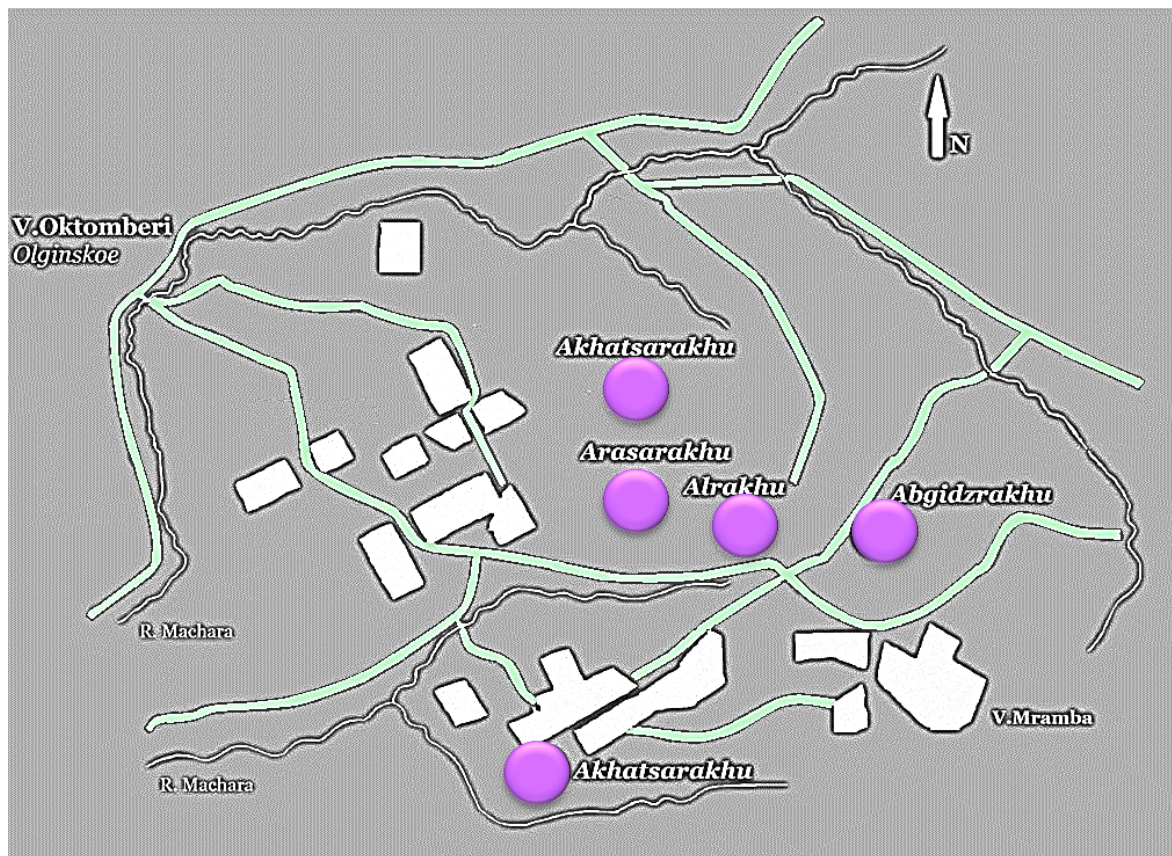 N
V.Oktomberi
Olginskoe
Akhatsarakhu
Arasarakhu
Alrakhu
Abgidzrakhu
R. Machara
V.Mramba
Akhatsarakhu
R. Machara